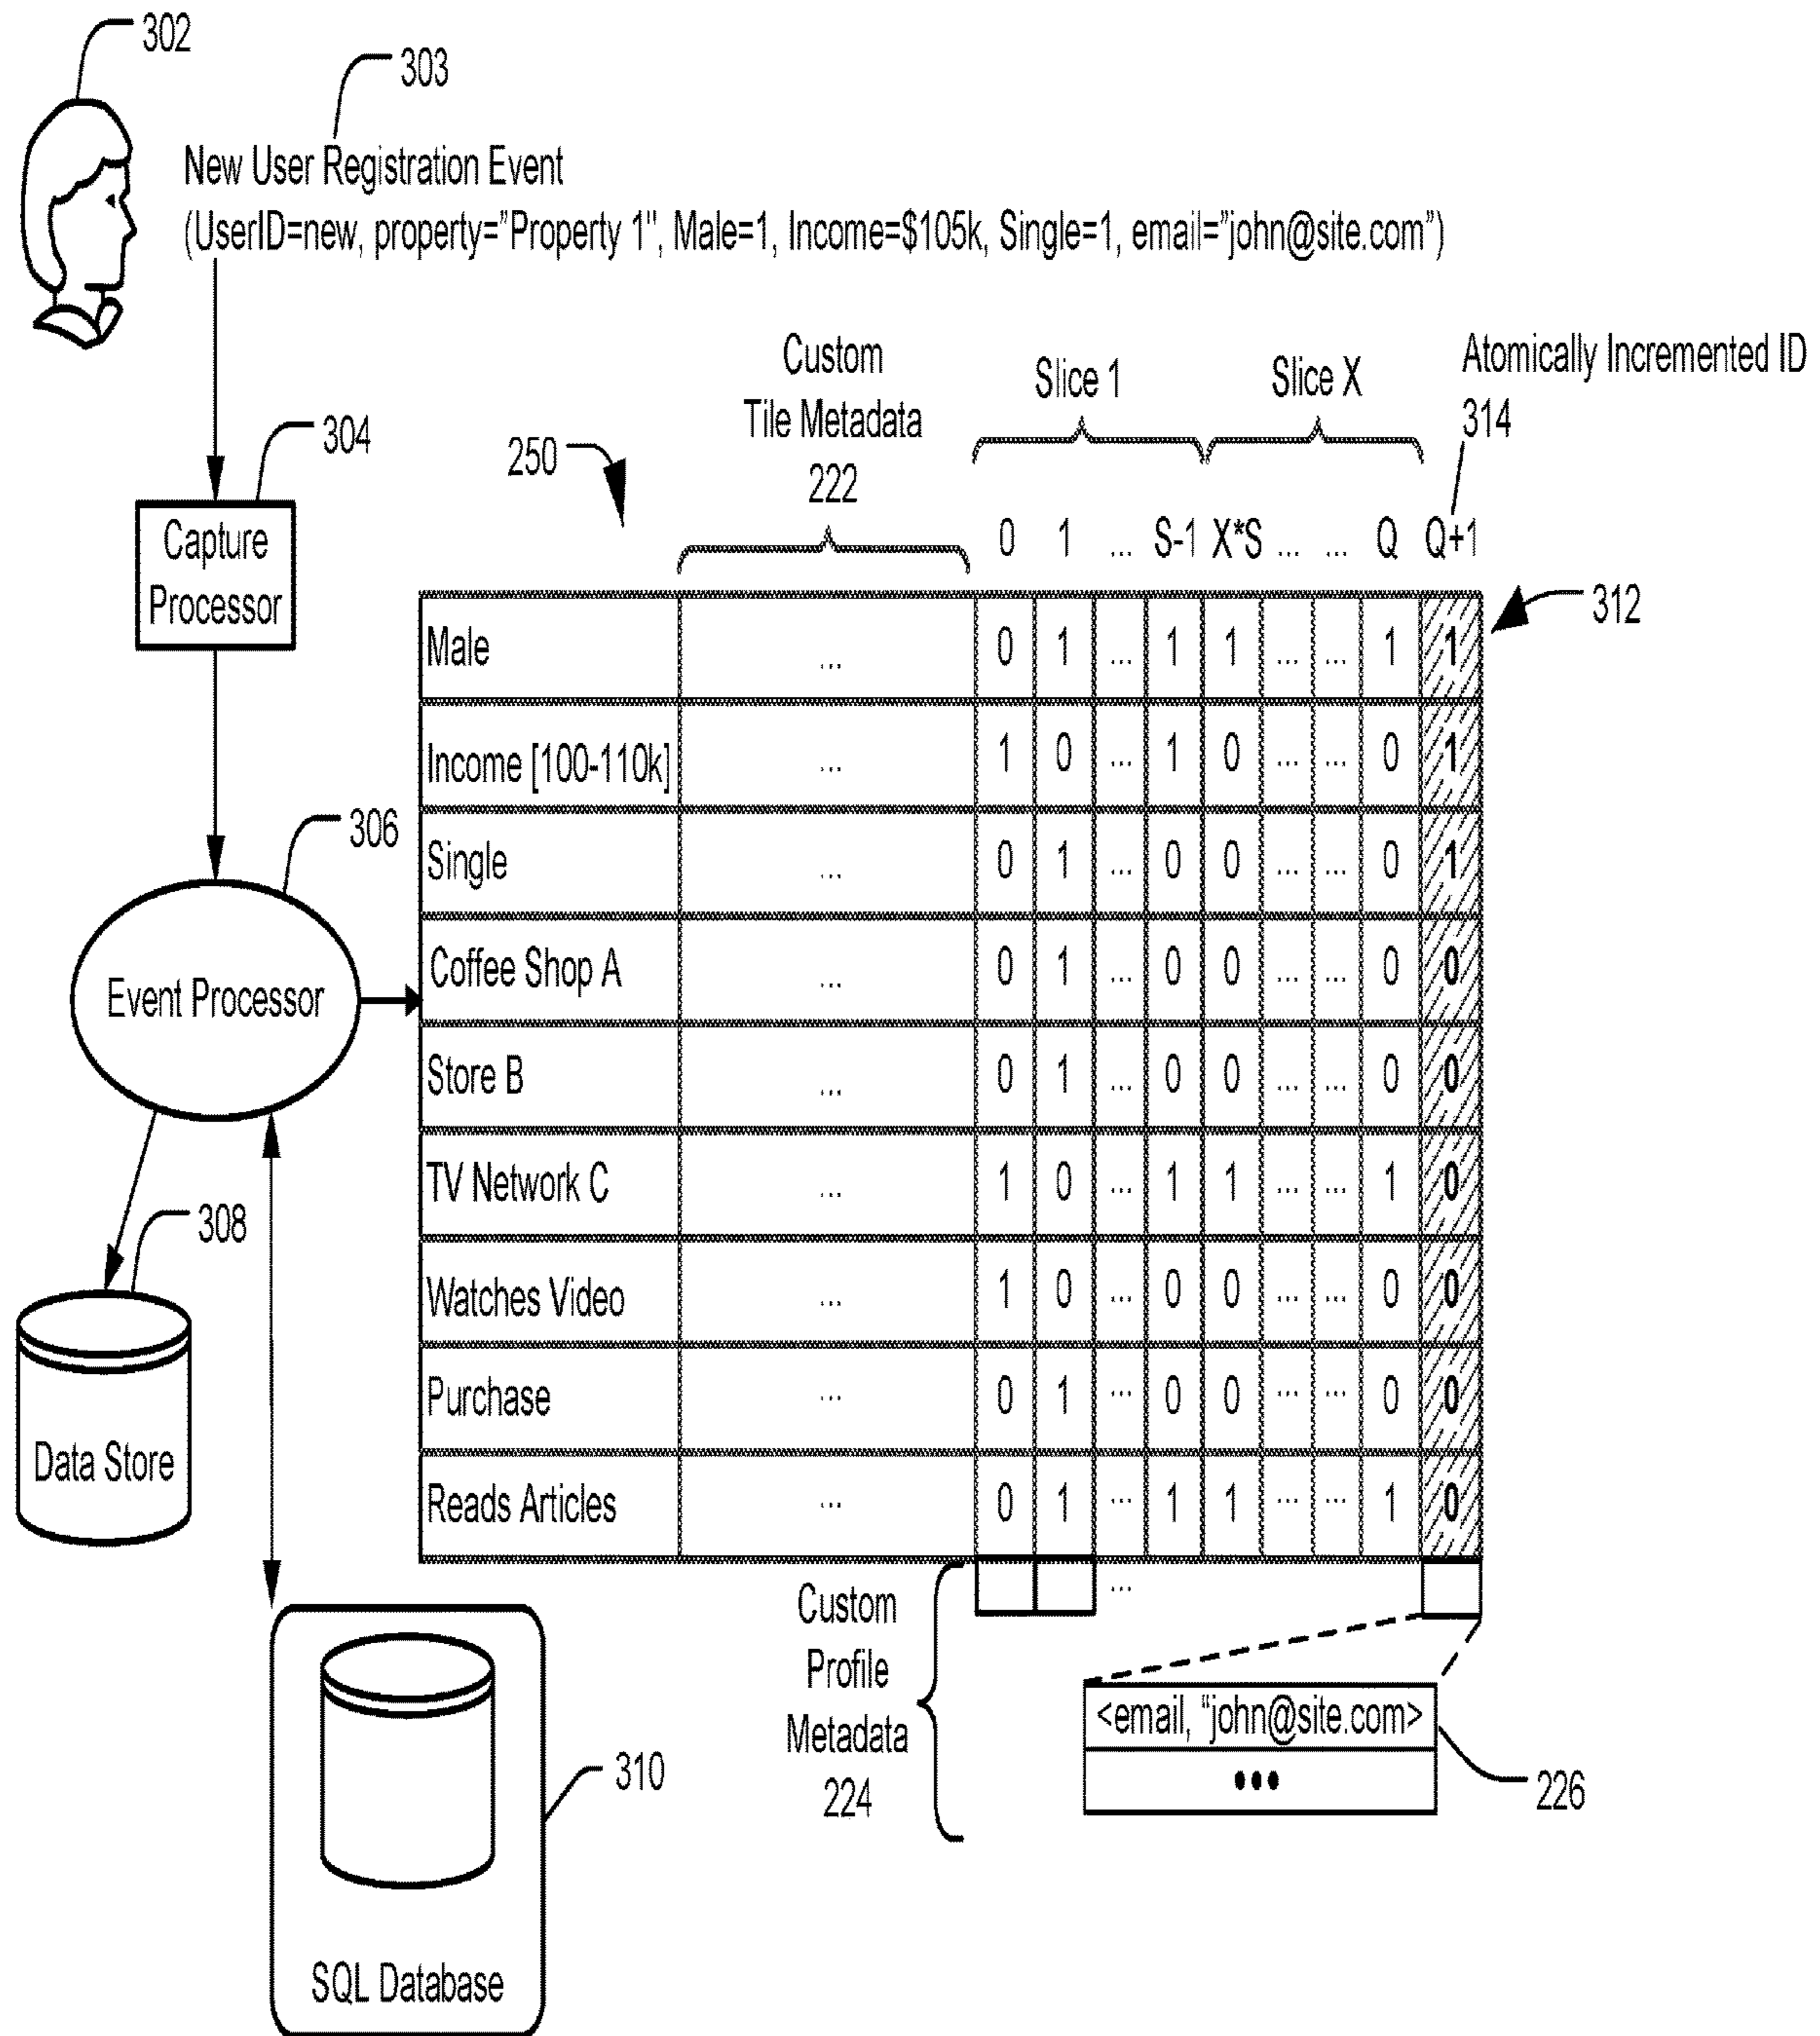 302
303
New User Registration Event
(UserID=new, property="Property 1", Male=1, Income=$105k, Single=1, email="john@site.com")
304
Capture
Processor
306
Event Processor
308
Data Store
310
SQL Database
250
Custom
Tile Metadata
222
Slice 1
Slice X
Atomically Incremented ID
314
0 1 ... S-1 X*S ... ... Q Q+1
312
Male ... 0 1 ... 1 1 ... ... 1 1
Income [100-110k] ... 1 0 ... 1 0 ... ... 0 1
Single ... 0 1 ... 0 0 ... ... 0 1
Coffee Shop A ... 0 1 ... 0 0 ... ... 0 0
Store B ... 0 1 ... 0 0 ... ... 0 0
TV Network C ... 1 0 ... 1 1 ... ... 1 0
Watches Video ... 1 0 ... 0 0 ... ... 0 0
Purchase ... 0 1 ... 0 0 ... ... 0 0
Reads Articles ... 0 1 ... 1 1 ... ... 1 0
...
Custom
Profile
Metadata
224
<email, "john@site.com>
•••
226